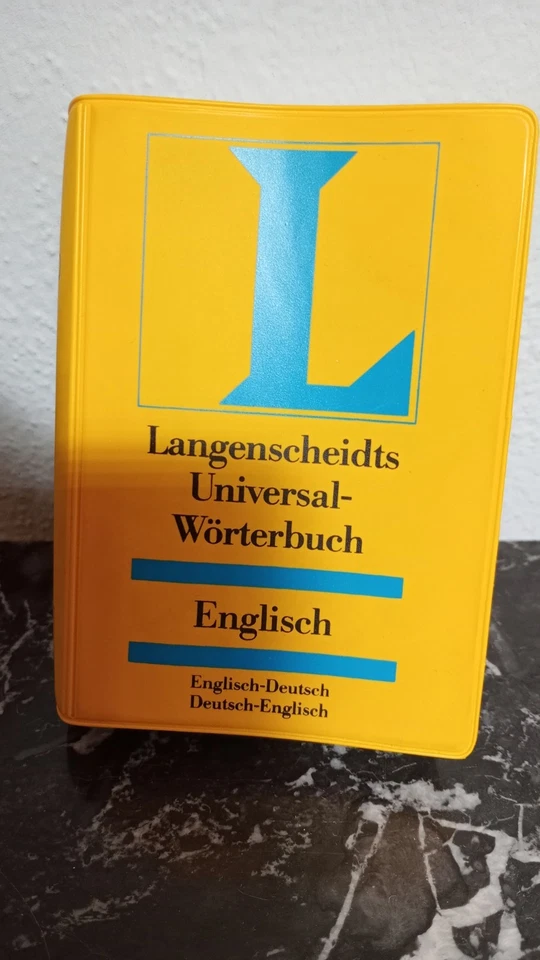 L
Langenscheidts
Universal-
Wörterbuch
Englisch
Englisch-Deutsch
Deutsch-Englisch